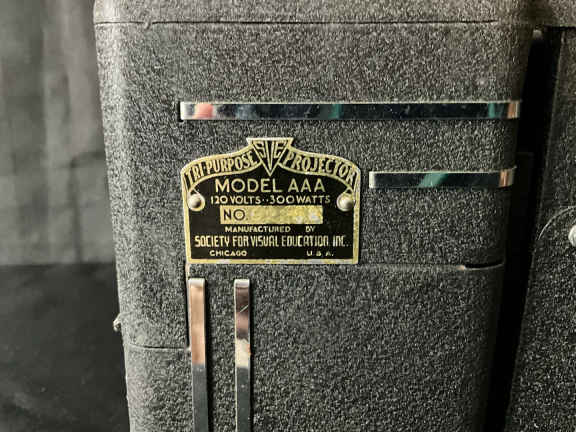 TRI-PURPOSE SVE PROJECTOR
MODEL AAA
120 VOLTS··300 WATTS
NO.
MANUFACTURED BY
SOCIETY FOR VISUAL EDUCATION INC.
CHICAGO U.S.A.